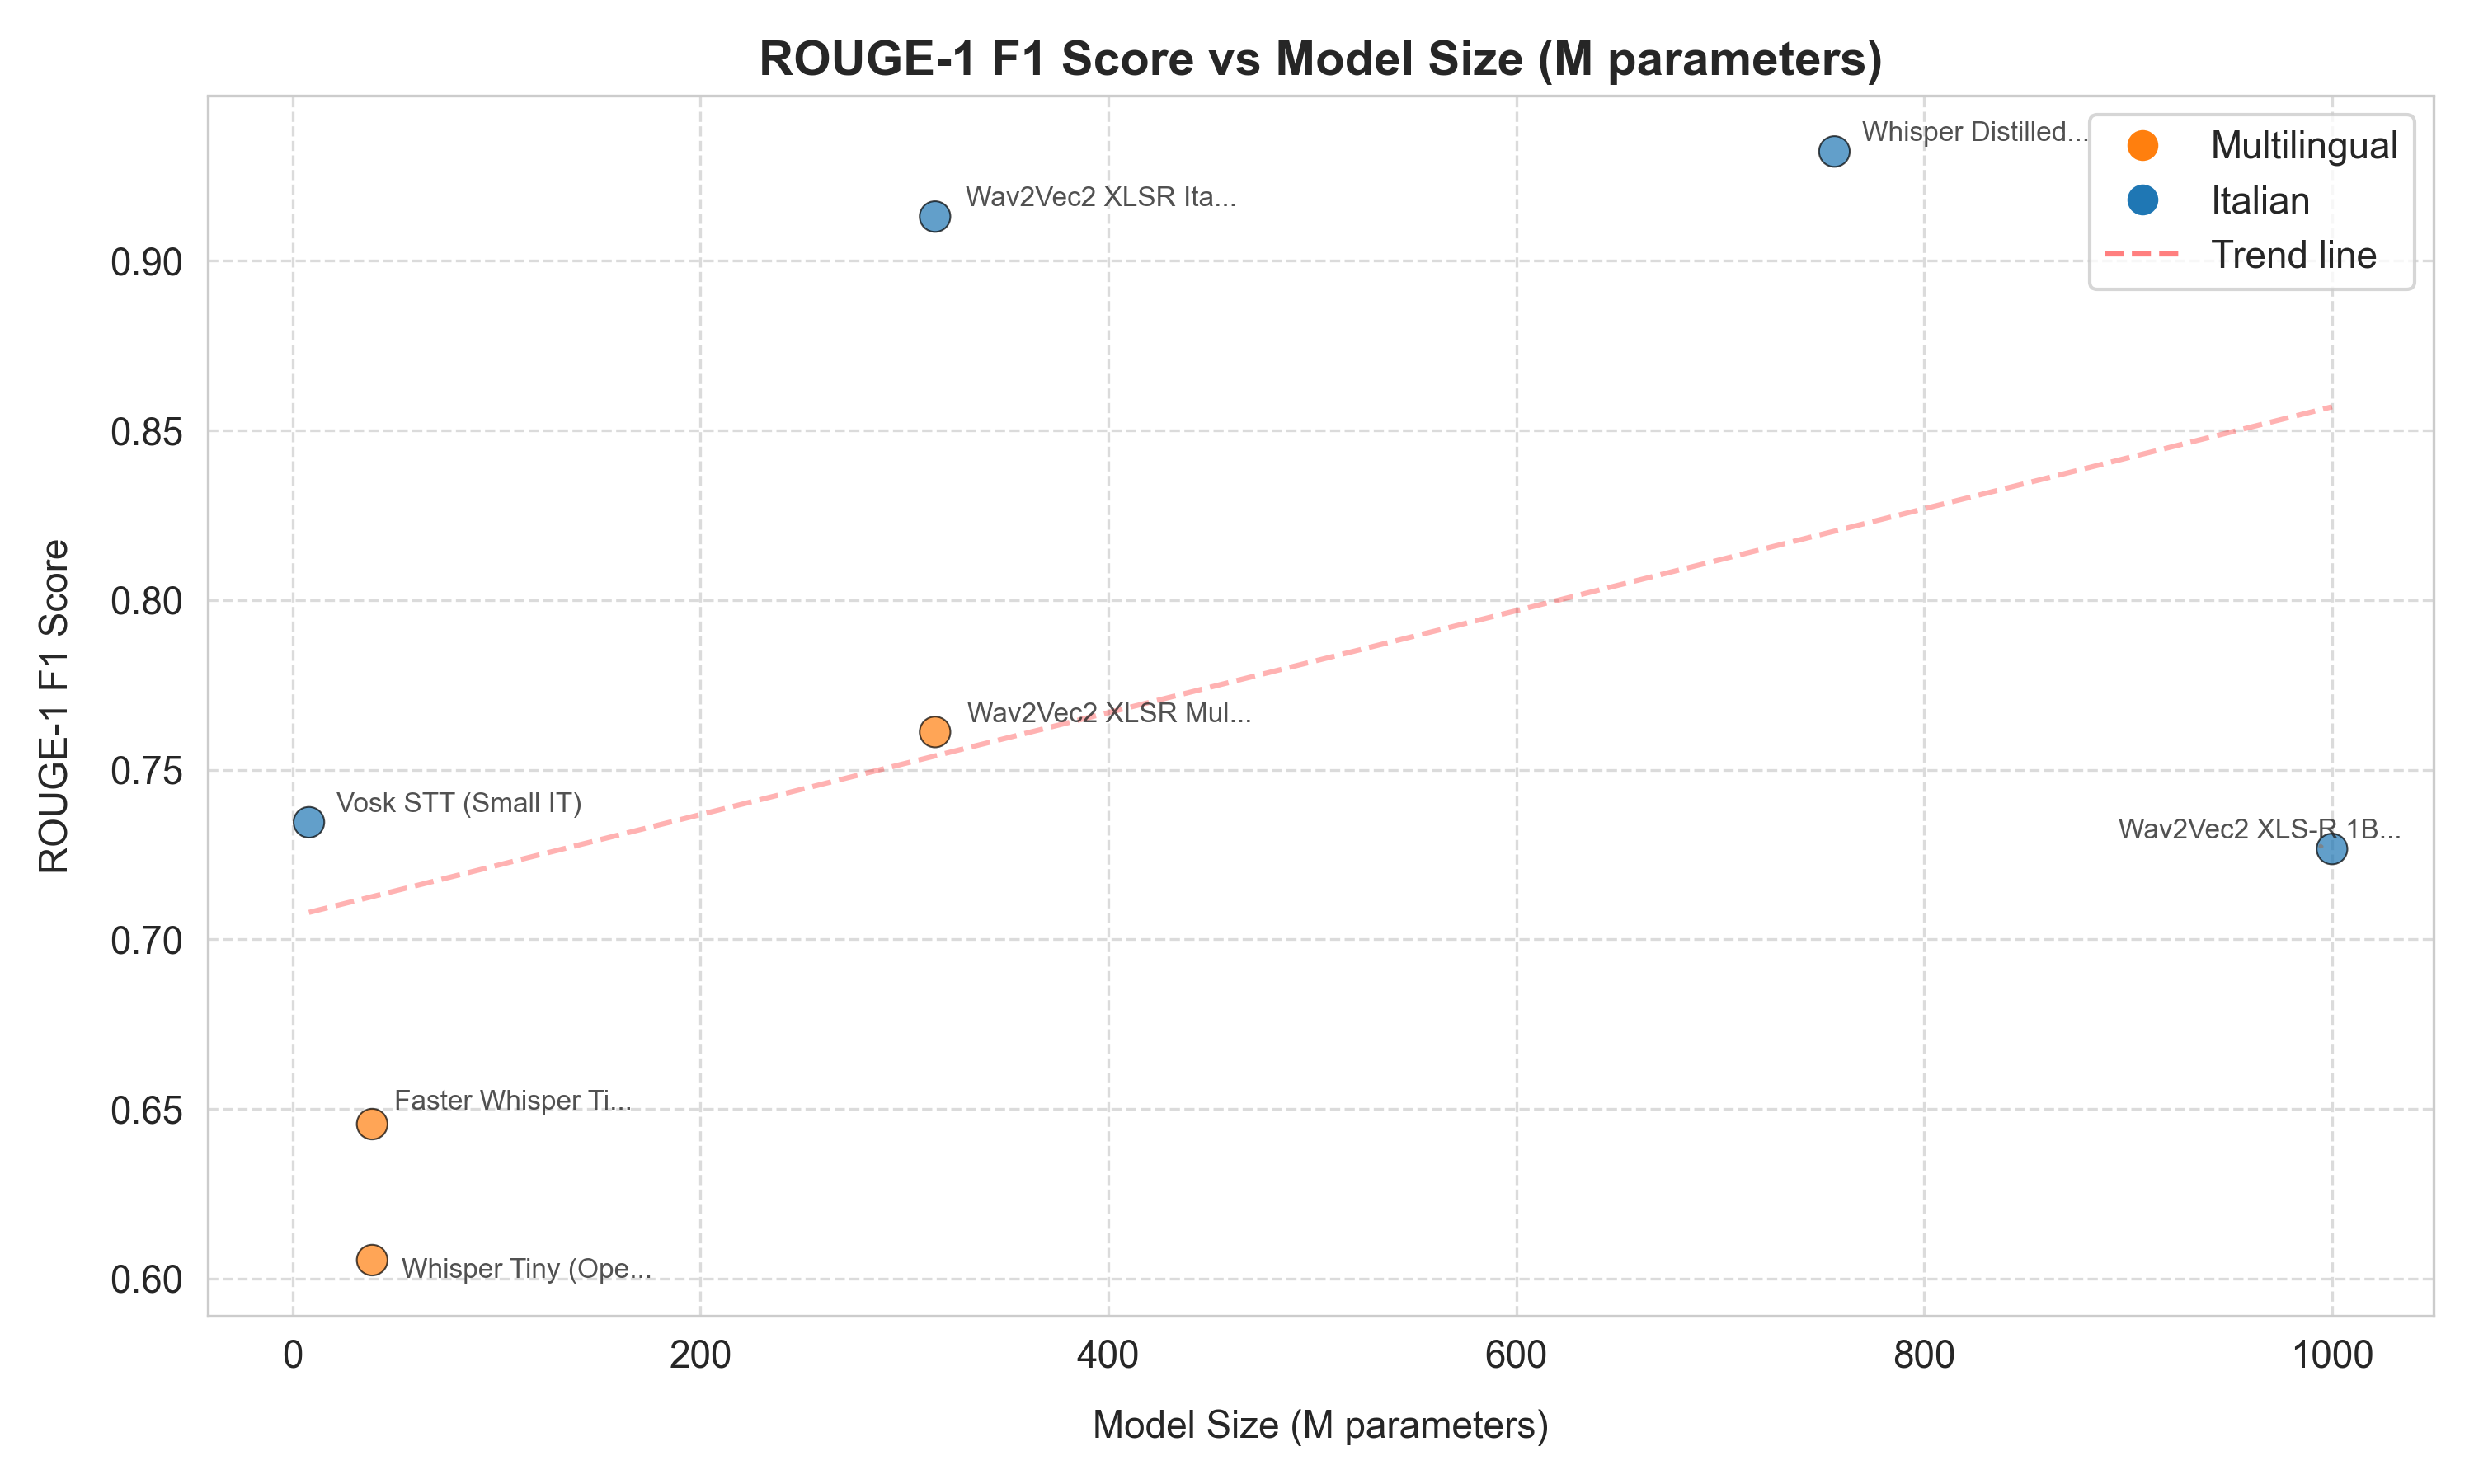 ROUGE-1 F1 Score vs Model Size (M parameters)
Whisper Distilled...
Multilingual
Italian
Trend line
Wav2Vec2 XLSR Ita...
0.90
0.85
ROUGE-1 F1 Score
0.80
Wav2Vec2 XLSR Mul...
0.75
Vosk STT (Small IT)
Wav2Vec2 XLS-R 1B...
0.70
Faster Whisper Ti...
0.65
Whisper Tiny (Ope...
0.60
0 200 400 600 800 1000
Model Size (M parameters)